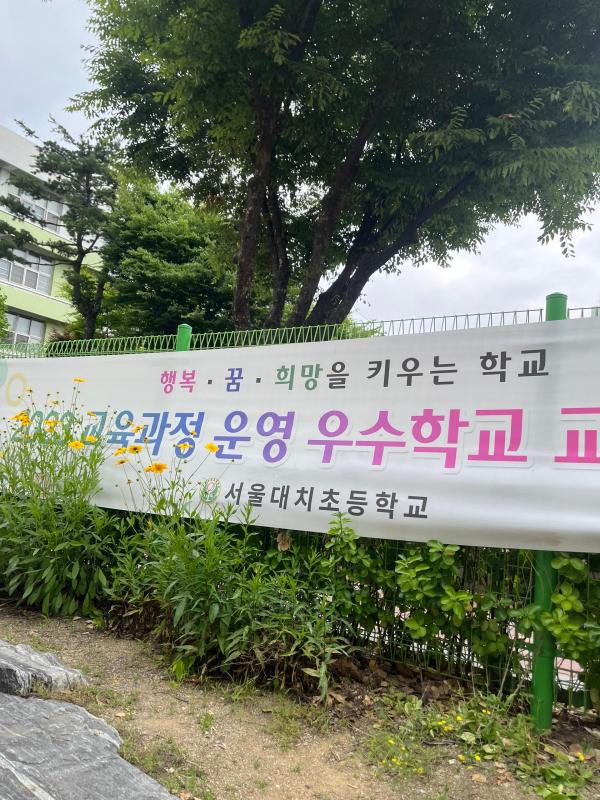 행복·꿈·희망을 키우는 학교
교육과정 운영 우수학교
서울대치초등학교